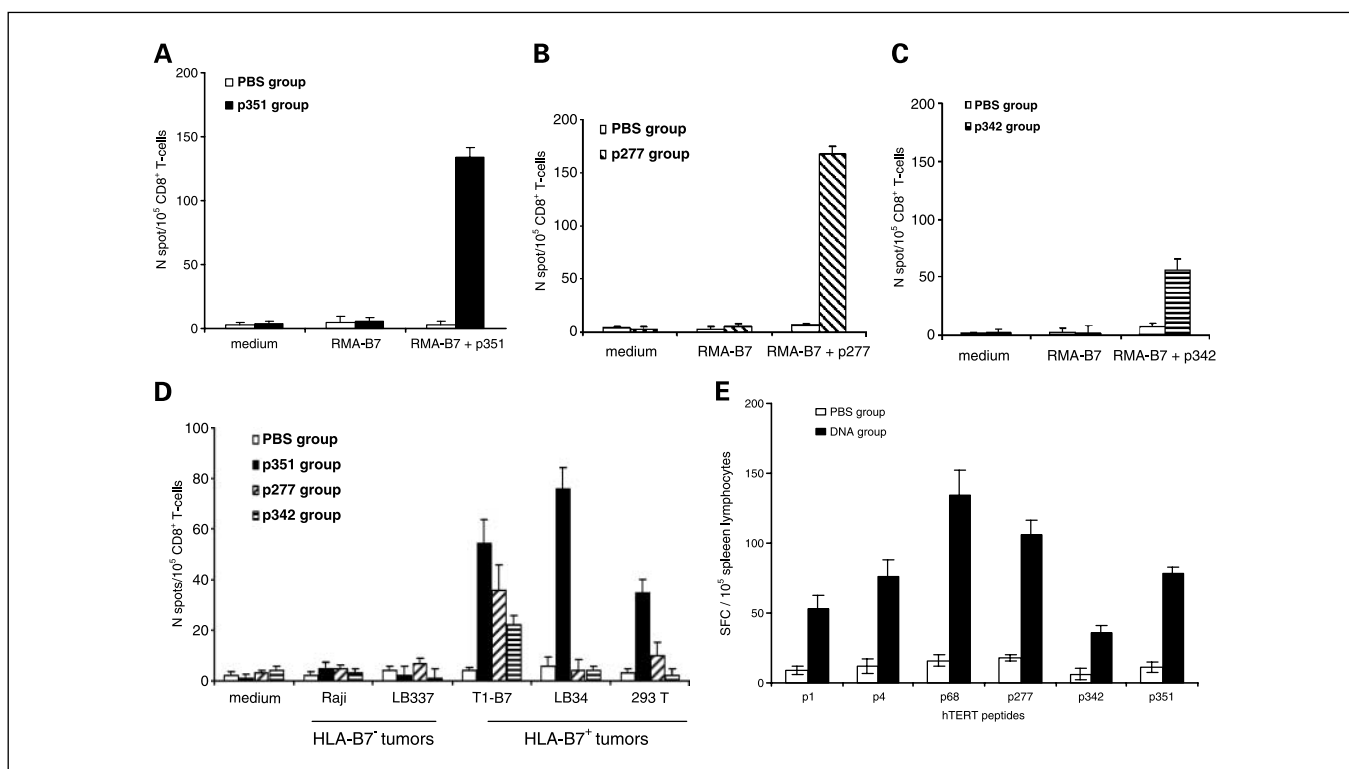 A
PBS group
p351 group
N spot/10⁵ CD8⁺ T-cells
200
150
100
50
0
medium RMA-B7 RMA-B7 + p351
B
PBS group
p277 group
N spot/10⁵ CD8⁺ T-cells
200
150
100
50
0
medium RMA-B7 RMA-B7 + p277
C
PBS group
p342 group
N spot/10⁵ CD8⁺ T-cells
200
150
100
50
0
medium RMA-B7 RMA-B7 + p342
D
PBS group
p351 group
p277 group
p342 group
N spots/10⁵ CD8⁺ T-cells
100
80
60
40
20
0
medium Raji LB337 T1-B7 LB34 293 T
HLA-B7⁻ tumors HLA-B7⁺ tumors
E
PBS group
DNA group
SFC / 10⁵ spleeen lymphocytes
200
150
100
50
0
p1 p4 p68 p277 p342 p351
hTERT peptides